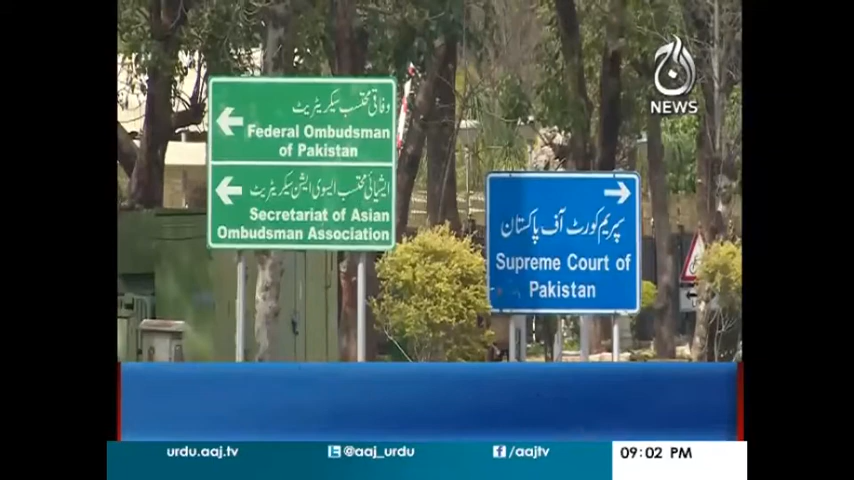 وفاقی محتسب سیکریٹریٹ
Federal Ombudsman
of Pakistan
ایشیائی محتسب ایسوی ایشن سیکریٹریٹ
Secretariat of Asian
Ombudsman Association
سپریم کورٹ آف پاکستان
Supreme Court of
Pakistan
ج
NEWS
urdu.aaj.tv
@aaj_urdu
/aajtv
09:02 PM